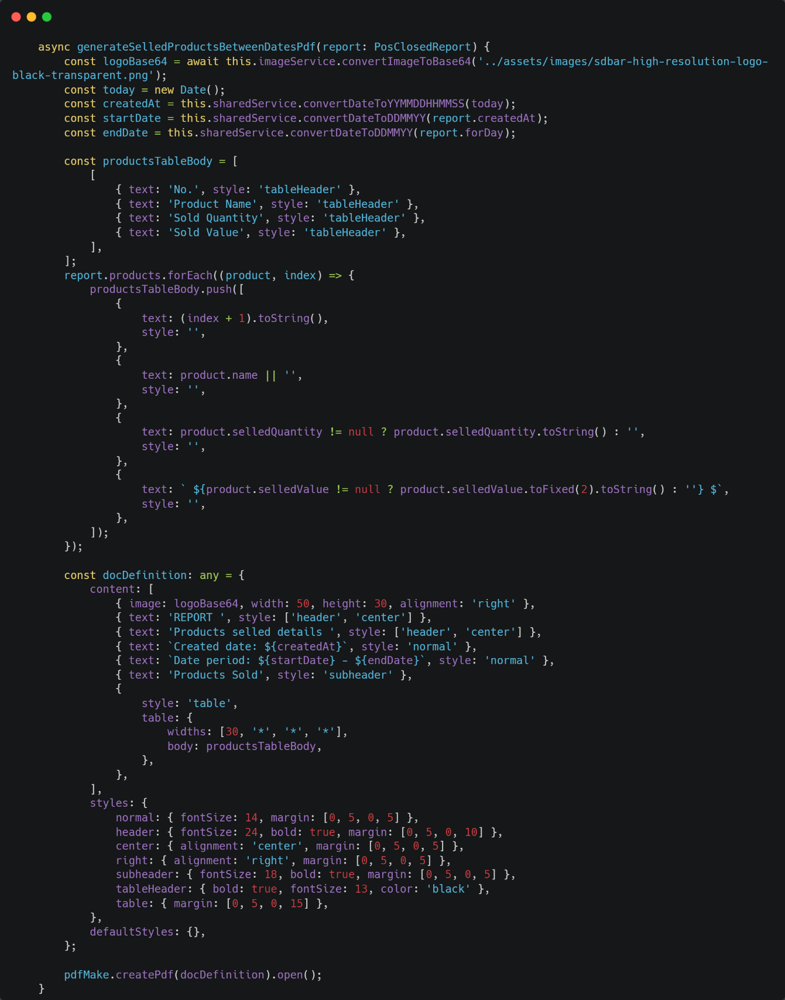 async generateSelledProductsBetweenDatesPdf(report: PosClosedReport) {
const logoBase64 = await this.imageService.convertImageToBase64('../assets/images/sdbar-high-resolution-logo-
black-transparent.png');
const today = new Date();
const createdAt = this.sharedService.convertDateToYYMMDDHHMMSS(today);
const startDate = this.sharedService.convertDateToDDMMYY(report.createdAt);
const endDate = this.sharedService.convertDateToDDMMYY(report.forDay);
const productsTableBody = [
[
{ text: 'No.', style: 'tableHeader' },
{ text: 'Product Name', style: 'tableHeader' },
{ text: 'Sold Quantity', style: 'tableHeader' },
{ text: 'Sold Value', style: 'tableHeader' },
],
];
report.products.forEach((product, index) => {
productsTableBody.push([
{
text: (index + 1).toString(),
style: '',
},
{
text: product.name || '',
style: '',
},
{
text: product.selledQuantity != null ? product.selledQuantity.toString() : '',
style: '',
},
{
text: ` ${product.selledValue != null ? product.selledValue.toFixed(2).toString() : ''} $`,
style: '',
},
]);
});
const docDefinition: any = {
content: [
{ image: logoBase64, width: 50, height: 30, alignment: 'right' },
{ text: 'REPORT ', style: ['header', 'center'] },
{ text: 'Products selled details ', style: ['header', 'center'] },
{ text: `Created date: ${createdAt}`, style: 'normal' },
{ text: `Date period: ${startDate} - ${endDate}`, style: 'normal' },
{ text: 'Products Sold', style: 'subheader' },
{
style: 'table',
table: {
widths: [30, '*', '*', '*'],
body: productsTableBody,
},
},
],
styles: {
normal: { fontSize: 14, margin: [0, 5, 0, 5] },
header: { fontSize: 24, bold: true, margin: [0, 5, 0, 10] },
center: { alignment: 'center', margin: [0, 5, 0, 5] },
right: { alignment: 'right', margin: [0, 5, 0, 5] },
subheader: { fontSize: 18, bold: true, margin: [0, 5, 0, 5] },
tableHeader: { bold: true, fontSize: 13, color: 'black' },
table: { margin: [0, 5, 0, 15] },
},
defaultStyles: {},
};
pdfMake.createPdf(docDefinition).open();
}